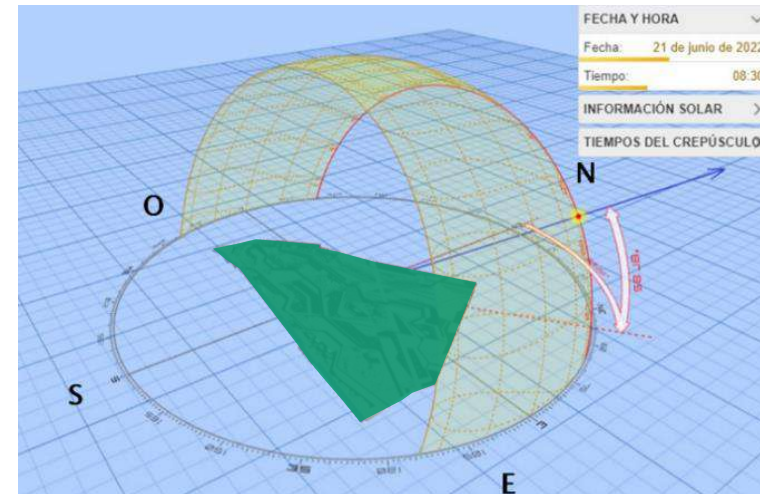 FECHA Y HORA
Fecha: 21 de junio de 2022
Tiempo: 08:30
INFORMACIÓN SOLAR
TIEMPOS DEL CREPÚSCULO
N
O
S
E